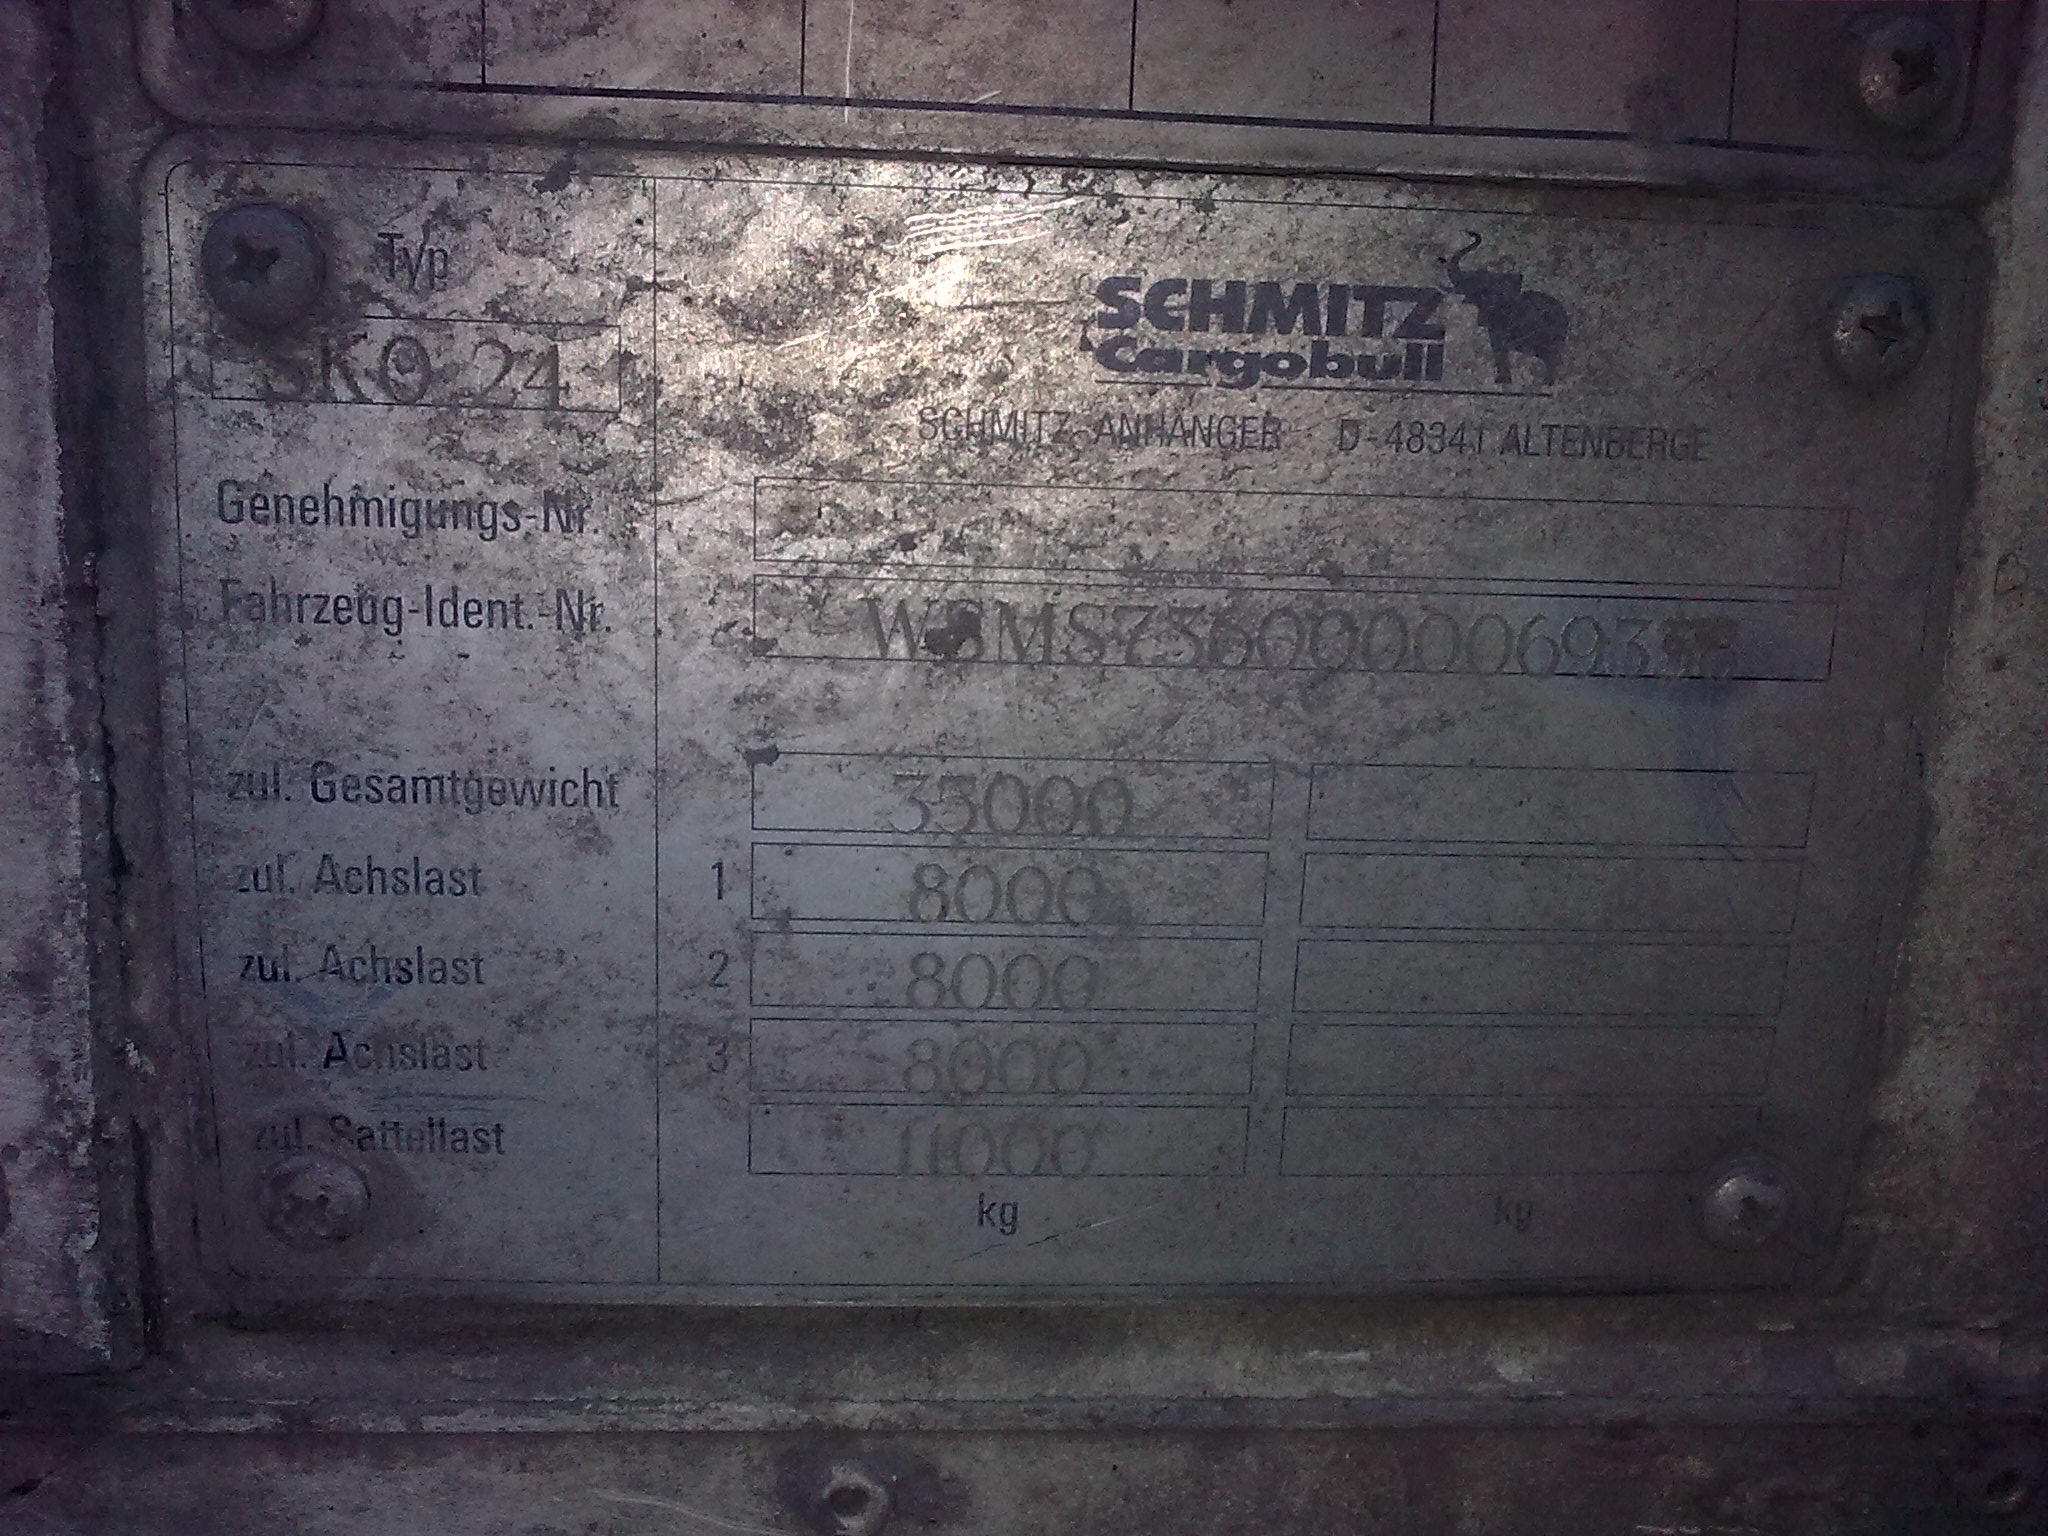 Typ
SKO 24
SCHMITZ
Cargobull
SCHMITZ-ANHÄNGER D-48341 ALTENBERGE
Genehmigungs-Nr.
Fahrzeug-Ident.-Nr.
zul. Gesamtgewicht 35000
zul. Achslast 1 8000
zul. Achslast 2 8000
zul. Achslast 3 8000
zul. Sattellast 11000
kg kg